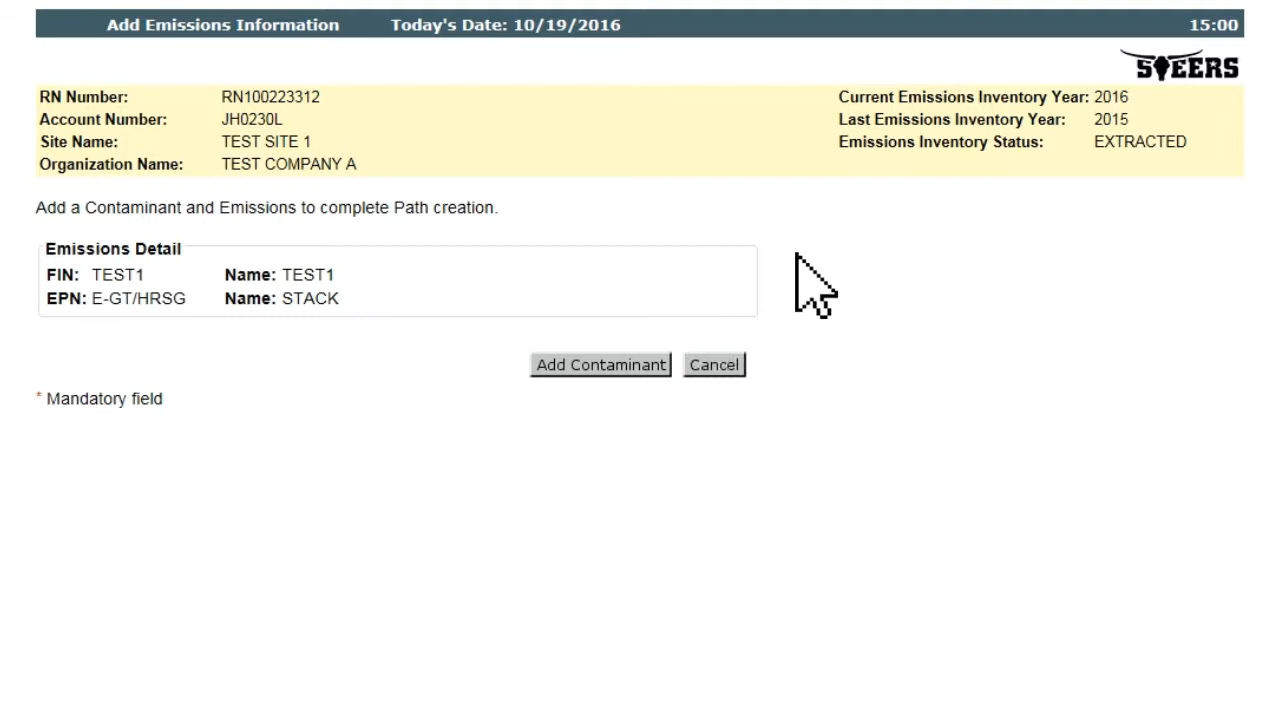 Add Emissions Information Today's Date: 10/19/2016 15:00
STEERS
RN Number: RN100223312 Current Emissions Inventory Year: 2016
Account Number: JH0230L Last Emissions Inventory Year: 2015
Site Name: TEST SITE 1 Emissions Inventory Status: EXTRACTED
Organization Name: TEST COMPANY A
Add a Contaminant and Emissions to complete Path creation.
Emissions Detail
FIN: TEST1 Name: TEST1
EPN: E-GT/HRSG Name: STACK
Add Contaminant Cancel
* Mandatory field